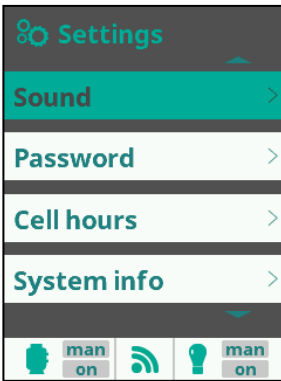 Settings
Sound
Password
Cell hours
System info
man man
on on